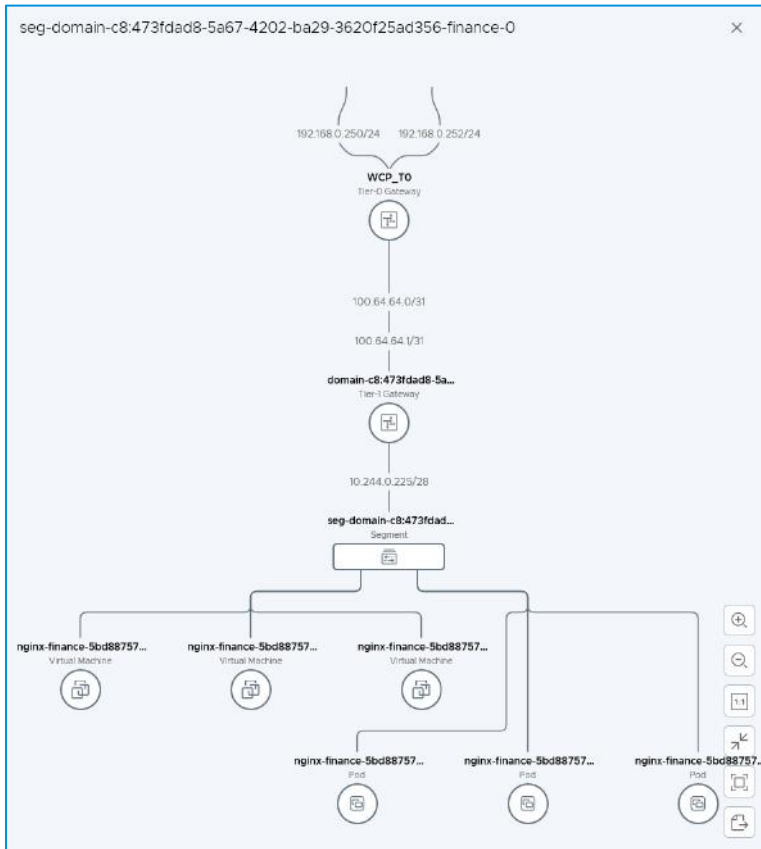 seg-domain-c8:473fdad8-5a67-4202-ba29-3620f25ad356-finance-0
192.168.0.250/24 192.168.0.252/24
WCP_T0
Tier-0 Gateway
100.64.64.0/31
100.64.64.1/31
domain-c8:473fdad8-5a...
Tier-1 Gateway
10.244.0.225/28
seg-domain-c8:473fdad...
Segment
nginx-finance-5bd88757... nginx-finance-5bd88757... nginx-finance-5bd88757...
Virtual Machine Virtual Machine Virtual Machine
1:1
nginx-finance-5bd88757... nginx-finance-5bd88757... nginx-finance-5bd88757...
Pod Pod Pod